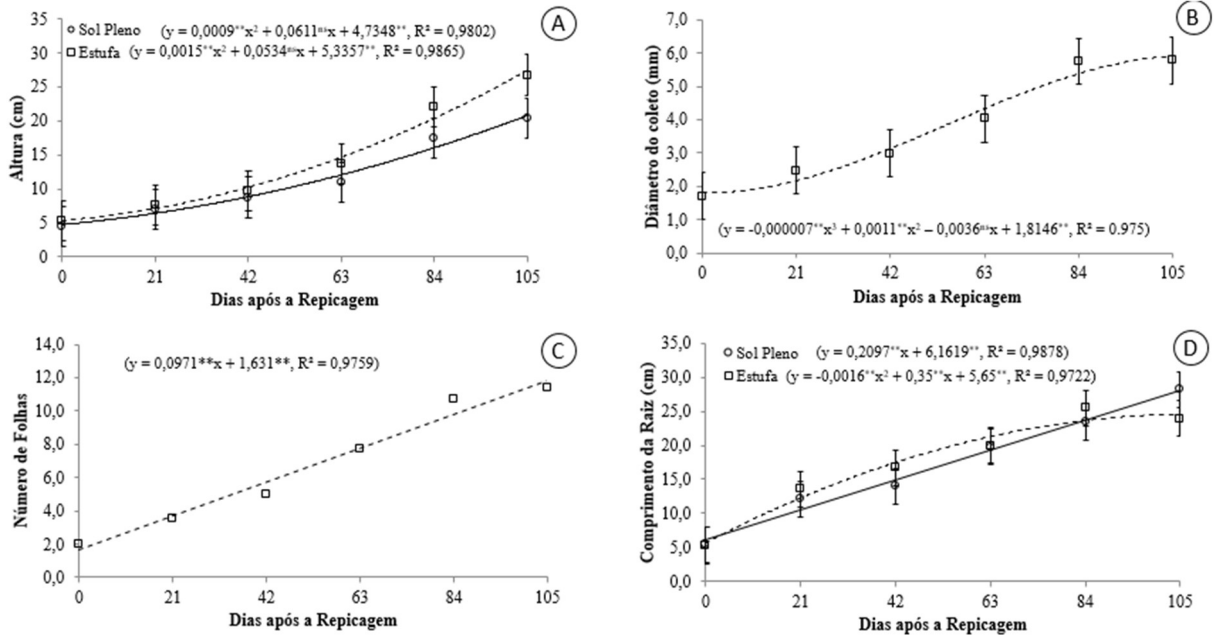 A
Sol Pleno (y = 0,0009**x² + 0,0611ⁿˢx + 4,7348**, R² = 0,9802)
Estufa (y = 0,0015**x² + 0,0534ⁿˢx + 5,3357**, R² = 0,9865)
Altura (cm)
35
30
25
20
15
10
5
0
0 21 42 63 84 105
Dias após a Repicagem
B
Diâmetro do coleto (mm)
7,0
6,0
5,0
4,0
3,0
2,0
1,0
0,0
(y = -0,000007**x³ + 0,0011**x² – 0,0036ⁿˢx + 1,8146**, R² = 0.975)
0 21 42 63 84 105
Dias após a Repicagem
C
(y = 0,0971**x + 1,631**, R² = 0,9759)
Número de Folhas
14,0
12,0
10,0
8,0
6,0
4,0
2,0
0,0
0 21 42 63 84 105
Dias após a Repicagem
D
Sol Pleno (y = 0,2097**x + 6,1619**, R² = 0,9878)
Estufa (y = -0,0016**x² + 0,35**x + 5,65**, R² = 0,9722)
Comprimento da Raiz (cm)
35,0
30,0
25,0
20,0
15,0
10,0
5,0
0,0
0 21 42 63 84 105
Dias após a Repicagem